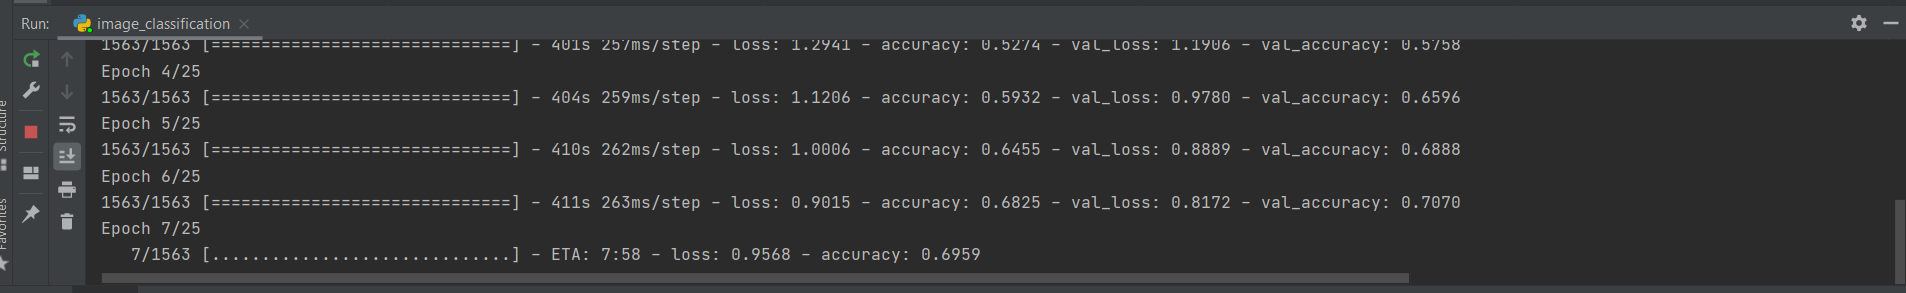 Run: image_classification
1563/1563 [==============================] - 401s 257ms/step - loss: 1.2941 - accuracy: 0.5274 - val_loss: 1.1906 - val_accuracy: 0.5758
Epoch 4/25
1563/1563 [==============================] - 404s 259ms/step - loss: 1.1206 - accuracy: 0.5932 - val_loss: 0.9780 - val_accuracy: 0.6596
Epoch 5/25
1563/1563 [==============================] - 410s 262ms/step - loss: 1.0006 - accuracy: 0.6455 - val_loss: 0.8889 - val_accuracy: 0.6888
Epoch 6/25
1563/1563 [==============================] - 411s 263ms/step - loss: 0.9015 - accuracy: 0.6825 - val_loss: 0.8172 - val_accuracy: 0.7070
Epoch 7/25
7/1563 [..............................] - ETA: 7:58 - loss: 0.9568 - accuracy: 0.6959
Structure
Favorites